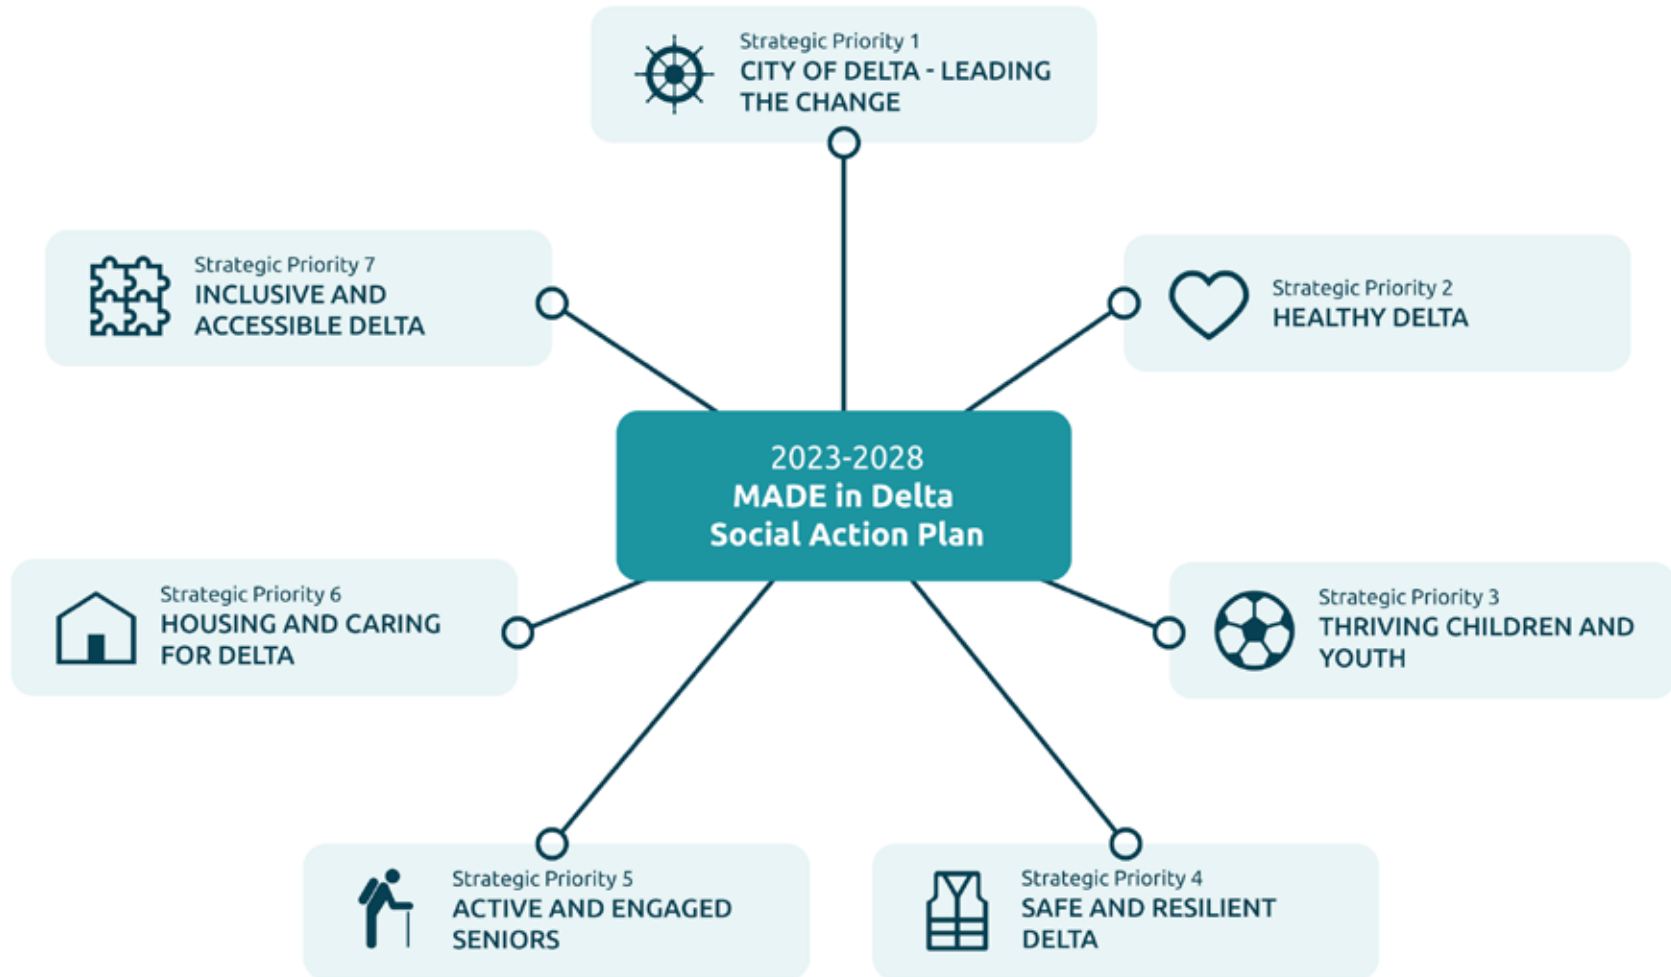 Strategic Priority 1
CITY OF DELTA - LEADING
THE CHANGE
Strategic Priority 7
INCLUSIVE AND
ACCESSIBLE DELTA
Strategic Priority 2
HEALTHY DELTA
2023-2028
MADE in Delta
Social Action Plan
Strategic Priority 6
HOUSING AND CARING
FOR DELTA
Strategic Priority 3
THRIVING CHILDREN AND
YOUTH
Strategic Priority 5
ACTIVE AND ENGAGED
SENIORS
Strategic Priority 4
SAFE AND RESILIENT
DELTA